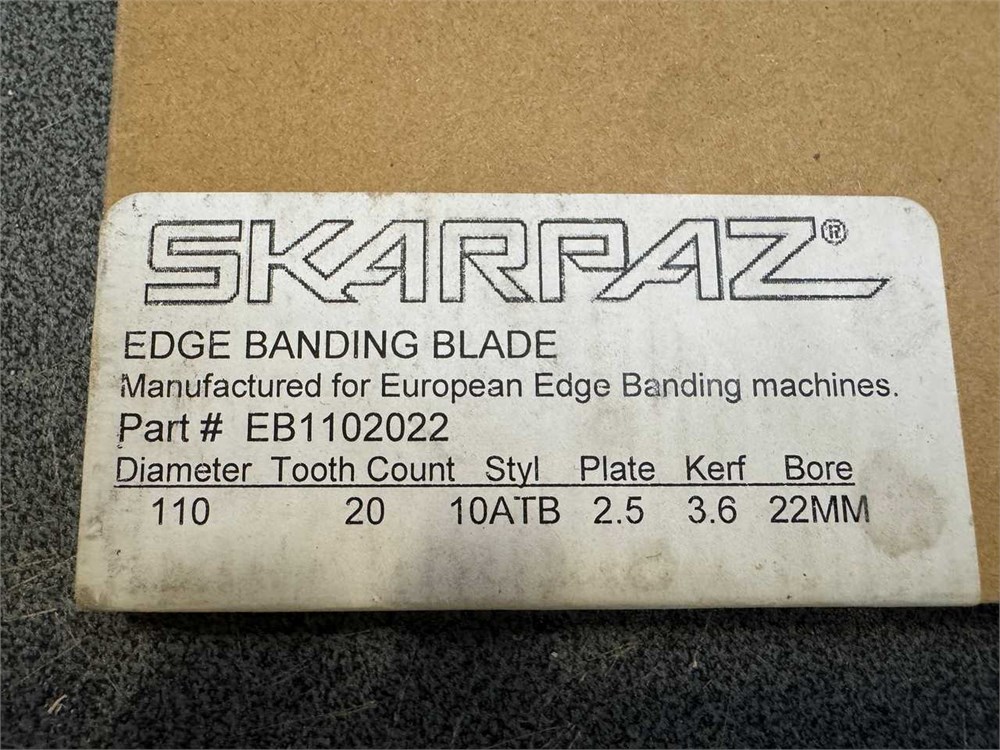 SKARPAZ®
EDGE BANDING BLADE
Manufactured for European Edge Banding machines.
Part # EB1102022
Diameter Tooth Count Styl Plate Kerf Bore
110 20 10ATB 2.5 3.6 22MM